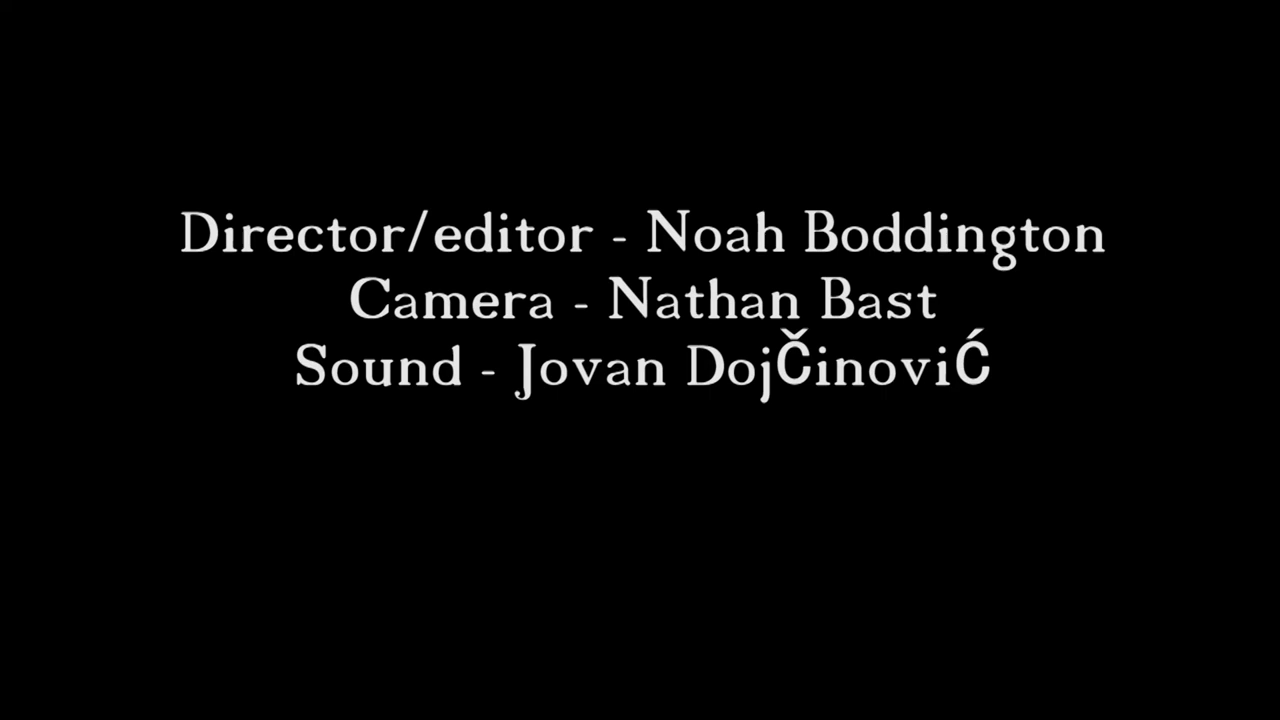 Director/editor - Noah Boddington
Camera - Nathan Bast
Sound - Jovan DojČinoviĆ